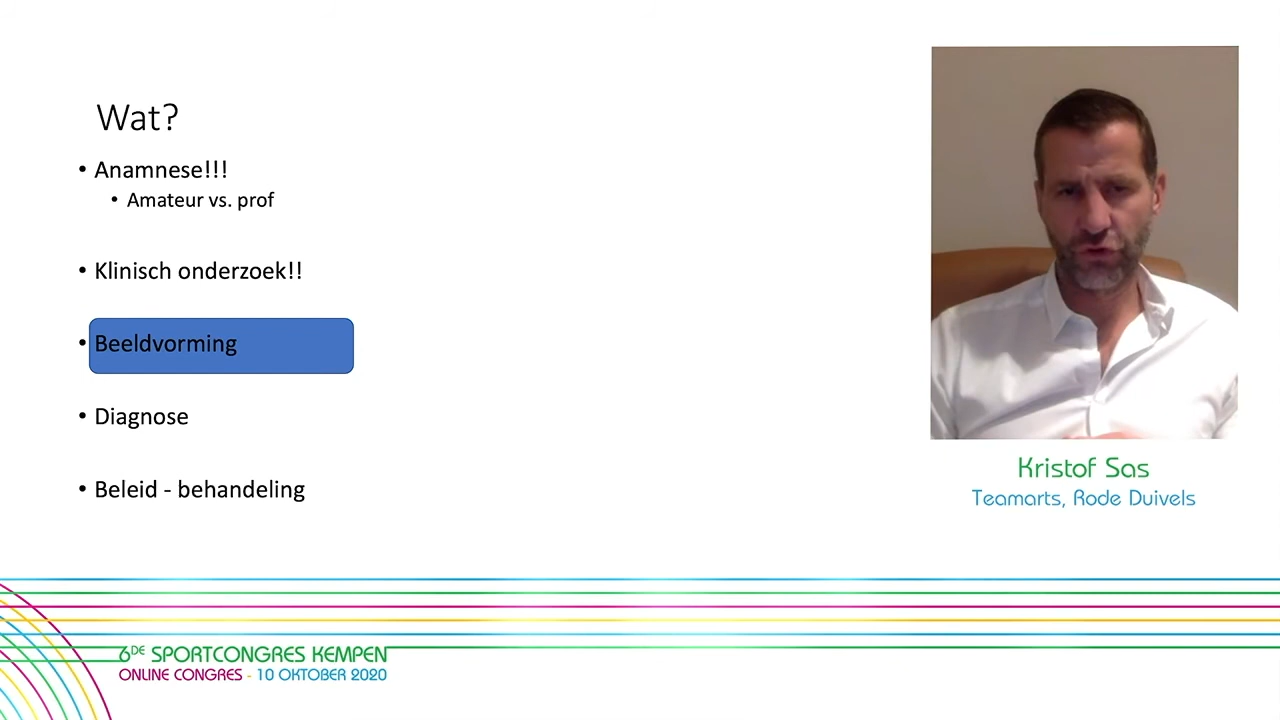 Wat?
• Anamnese!!!
• Amateur vs. prof
• Klinisch onderzoek!!
• Beeldvorming
• Diagnose
• Beleid - behandeling
Kristof Sas
Teamarts, Rode Duivels
6DE SPORTCONGRES KEMPEN
ONLINE CONGRES - 10 OKTOBER 2020